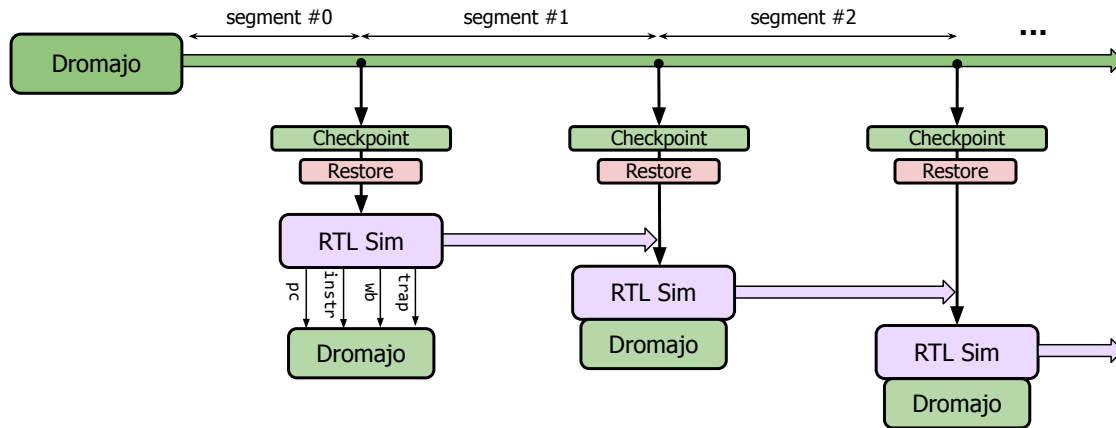 segment #0
segment #1
segment #2
...
Dromajo
Checkpoint
Checkpoint
Checkpoint
Restore
Restore
Restore
RTL Sim
pc
instr
wb
trap
Dromajo
RTL Sim
Dromajo
RTL Sim
Dromajo